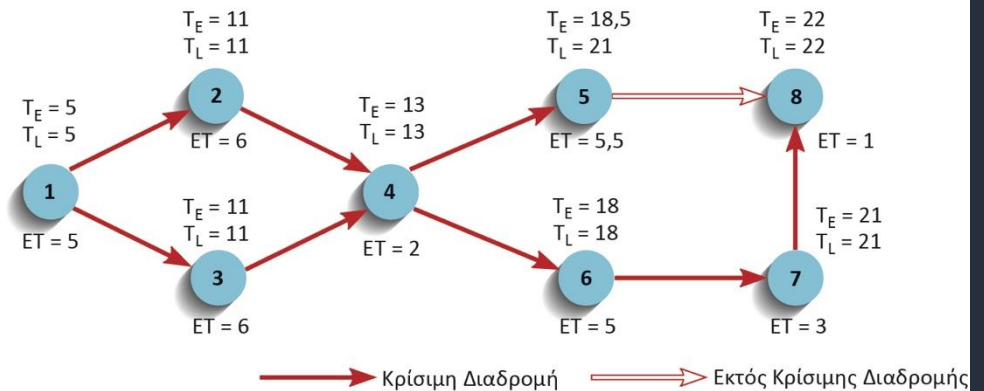 T_E = 11
T_L = 11
T_E = 18,5
T_L = 21
T_E = 22
T_L = 22
2
5
8
T_E = 5
T_L = 5
T_E = 13
T_L = 13
ET = 6
ET = 5,5
ET = 1
1
4
T_E = 11
T_L = 11
T_E = 18
T_L = 18
T_E = 21
T_L = 21
ET = 5
ET = 2
3
6
7
ET = 6
ET = 5
ET = 3
Κρίσιμη Διαδρομή
Εκτός Κρίσιμης Διαδρομής